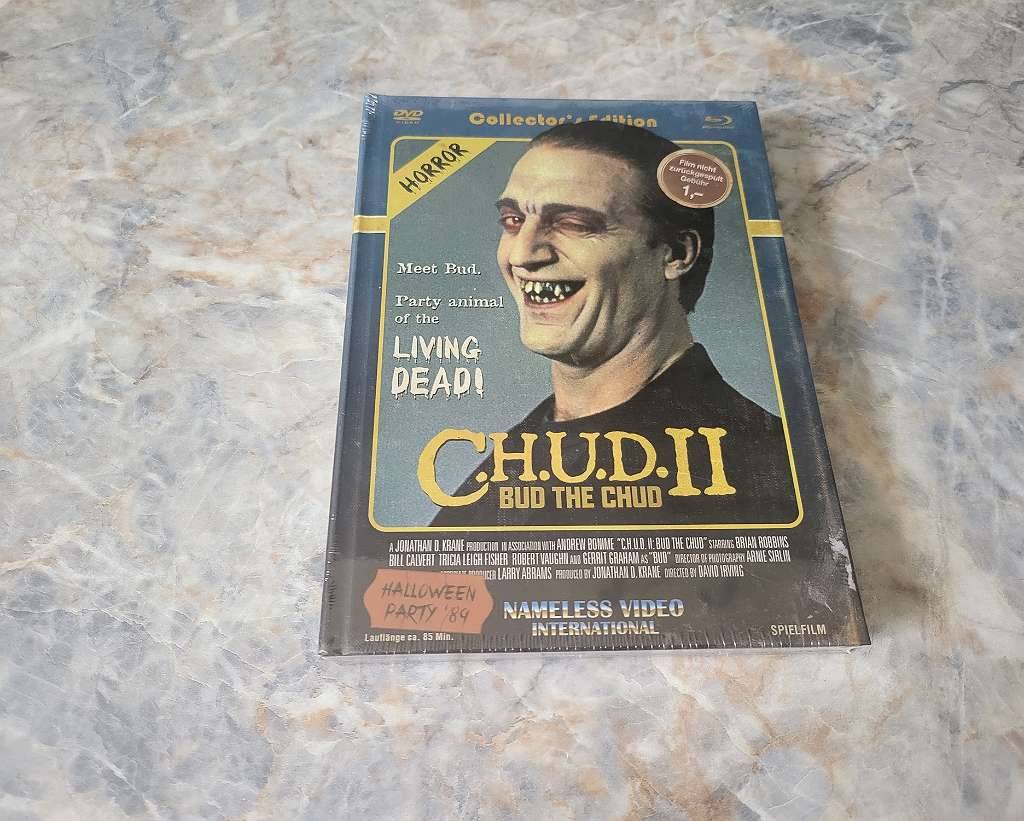 DVD
VIDEO
Collector's Edition
HORROR
Film nicht
zurückgespult
Gebühr
1,-
Meet Bud.
Party animal
of the
LIVING
DEAD!
C.H.U.D. II
BUD THE CHUD
A JONATHAN D. KRANE PRODUCTION IN ASSOCIATION WITH ANDREW BONIME "C.H.U.D. II: BUD THE CHUD" STARRING BRIAN ROBBINS
BILL CALVERT TRICIA LEIGH FISHER ROBERT VAUGHN AND GERRIT GRAHAM AS "BUD" DIRECTOR OF PHOTOGRAPHY ARNIE SIRLIN
PRODUCER LARRY ABRAMS PRODUCED BY JONATHAN D. KRANE DIRECTED BY DAVID IRVING
HALLOWEEN
PARTY '89
NAMELESS VIDEO
INTERNATIONAL
Lauflänge ca. 85 Min.
SPIELFILM